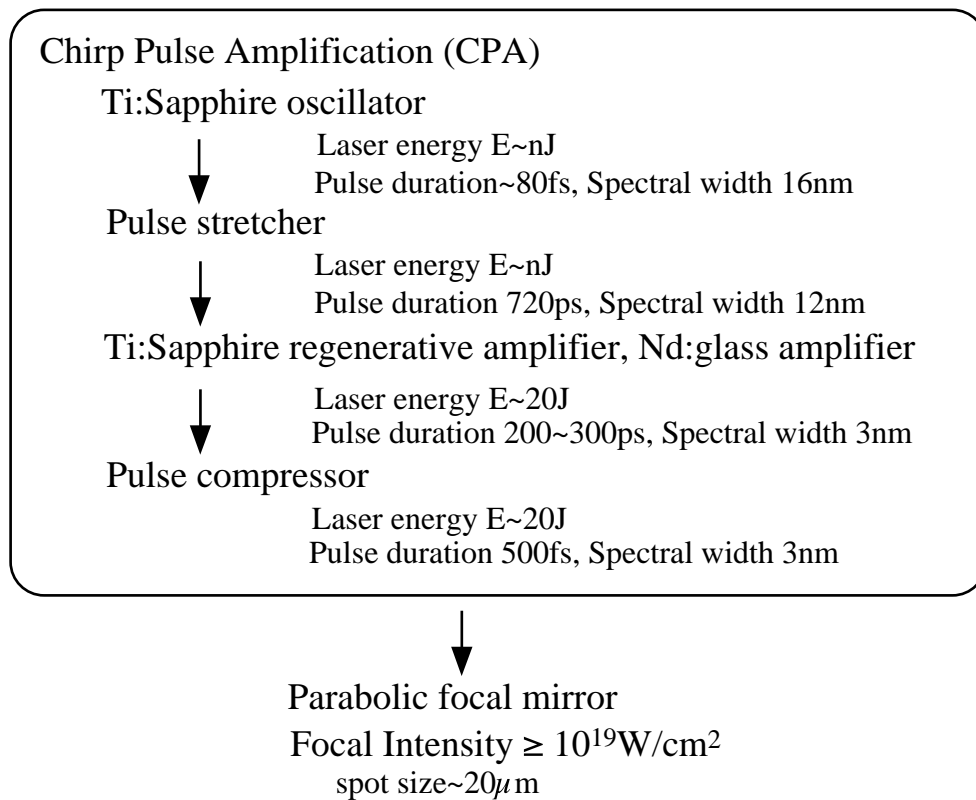 Chirp Pulse Amplification (CPA)
Ti:Sapphire oscillator
Laser energy E~nJ
Pulse duration~80fs, Spectral width 16nm
Pulse stretcher
Laser energy E~nJ
Pulse duration 720ps, Spectral width 12nm
Ti:Sapphire regenerative amplifier, Nd:glass amplifier
Laser energy E~20J
Pulse duration 200~300ps, Spectral width 3nm
Pulse compressor
Laser energy E~20J
Pulse duration 500fs, Spectral width 3nm
Parabolic focal mirror
Focal Intensity ≥ 10¹⁹W/cm²
spot size~20μm